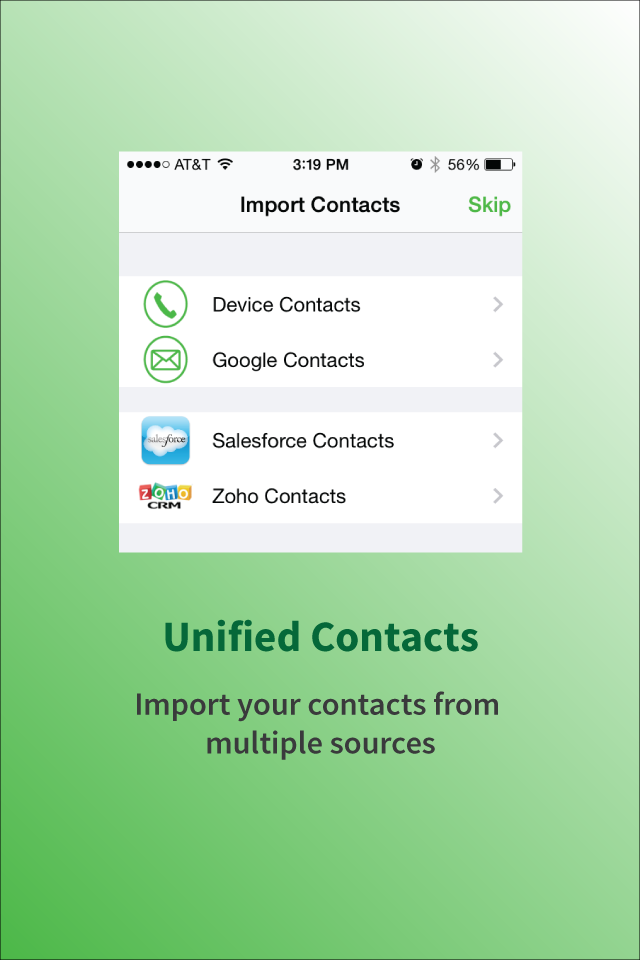 AT&T 3:19 PM 56%
Import Contacts Skip
Device Contacts
Google Contacts
salesforce Salesforce Contacts
ZOHO CRM Zoho Contacts
Unified Contacts
Import your contacts from
multiple sources